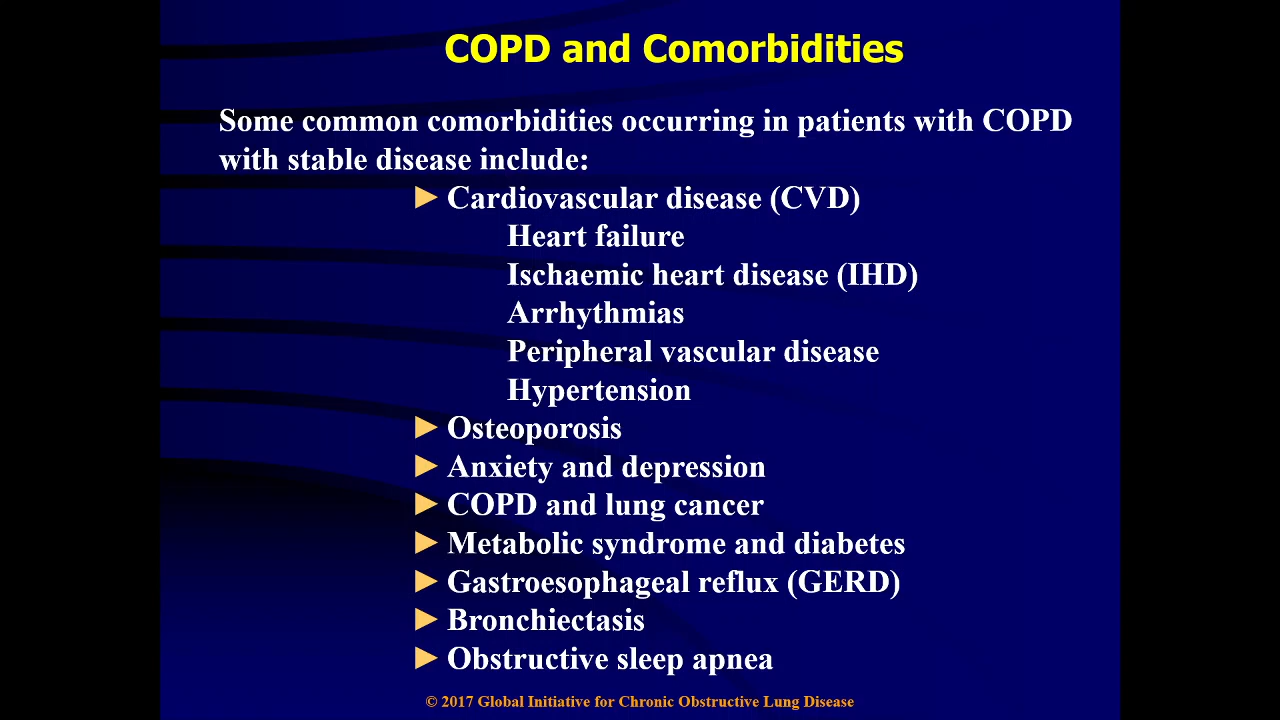 COPD and Comorbidities
Some common comorbidities occurring in patients with COPD
with stable disease include:
► Cardiovascular disease (CVD)
Heart failure
Ischaemic heart disease (IHD)
Arrhythmias
Peripheral vascular disease
Hypertension
► Osteoporosis
► Anxiety and depression
► COPD and lung cancer
► Metabolic syndrome and diabetes
► Gastroesophageal reflux (GERD)
► Bronchiectasis
► Obstructive sleep apnea
© 2017 Global Initiative for Chronic Obstructive Lung Disease